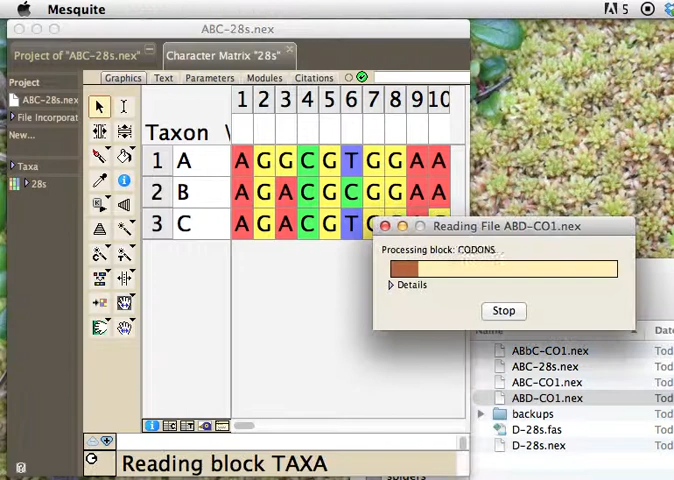 Mesquite
5
ABC-28s.nex
Project of "ABC-28s.nex"
Character Matrix "28s"
Graphics Text Parameters Modules Citations
Project
ABC-28s.nex
File Incorporat
New...
Taxa
28s
1 2 3 4 5 6 7 8 9 10
Taxon
1 A A G G C G T G G A A
2 B A G A C G C G G A A
3 C A G A C G T G
Reading File ABD-CO1.nex
Processing block: CODONS
Details
Stop
Name Date
ABbC-CO1.nex Tod
ABC-28s.nex Tod
ABC-CO1.nex Tod
ABD-CO1.nex Tod
backups Tod
D-28s.fas Tod
D-28s.nex Tod
Reading block TAXA
spiders